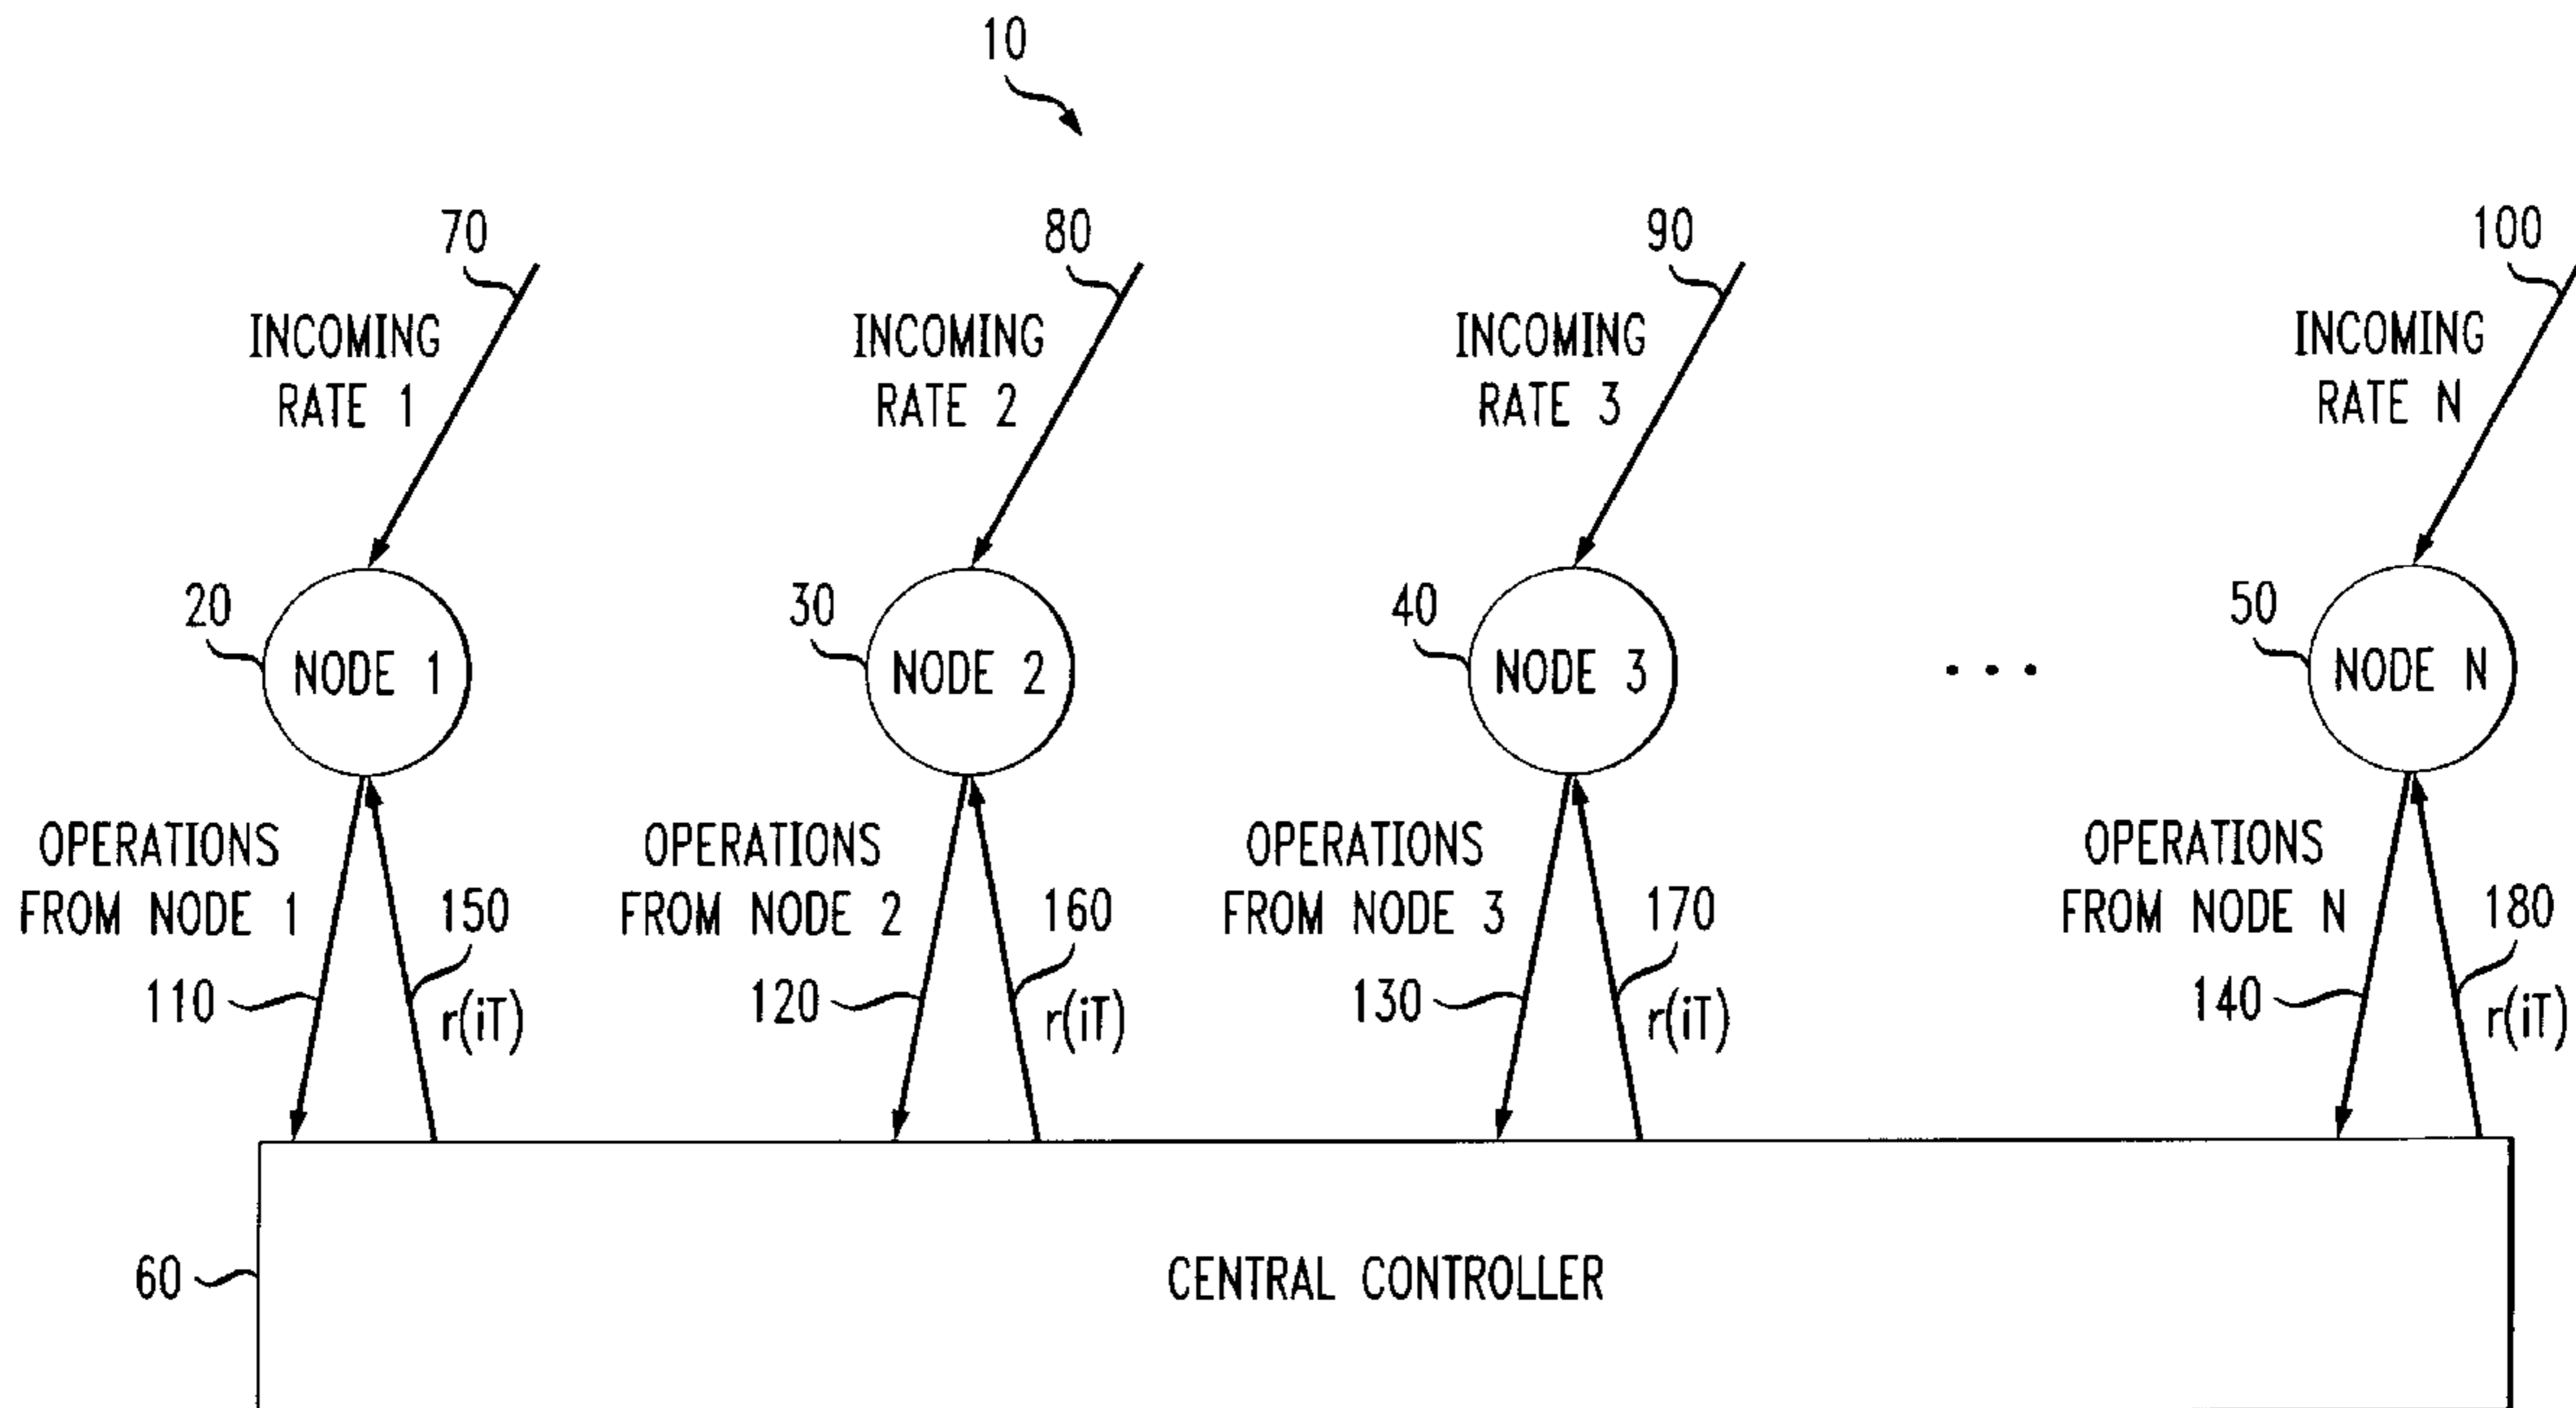 10
70
80
90
100
INCOMING
RATE 1
INCOMING
RATE 2
INCOMING
RATE 3
INCOMING
RATE N
20
NODE 1
30
NODE 2
40
NODE 3
. . .
50
NODE N
OPERATIONS
FROM NODE 1
110
150
r(iT)
OPERATIONS
FROM NODE 2
120
160
r(iT)
OPERATIONS
FROM NODE 3
130
170
r(iT)
OPERATIONS
FROM NODE N
140
180
r(iT)
60
CENTRAL CONTROLLER